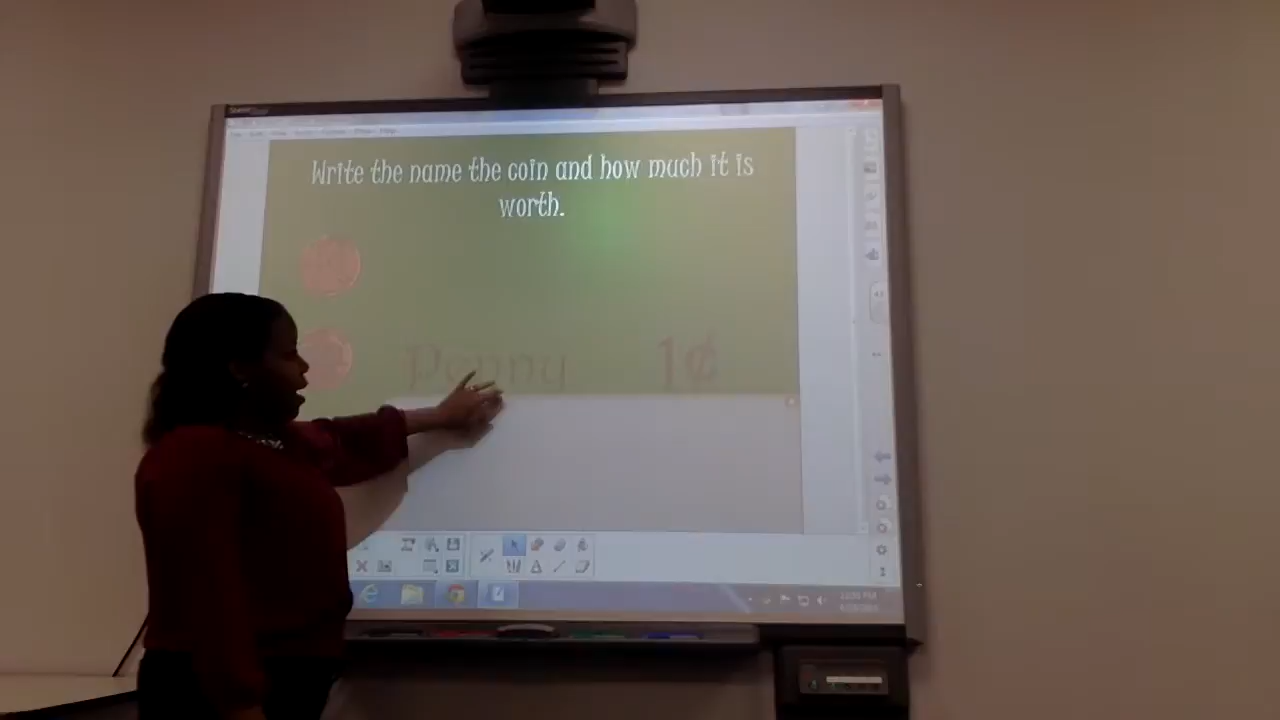 Write the name the coin and how much it is
worth.
Penny 1¢